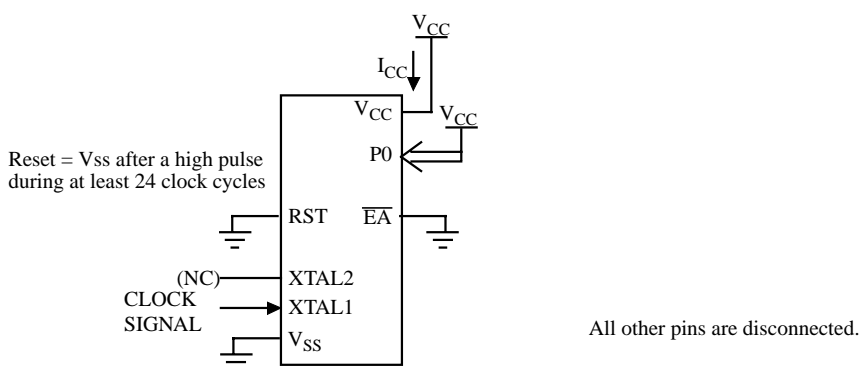 VCC
ICC
VCC
VCC
Reset = Vss after a high pulse
during at least 24 clock cycles
P0
RST
EA
(NC)
XTAL2
CLOCK
SIGNAL
XTAL1
VSS
All other pins are disconnected.